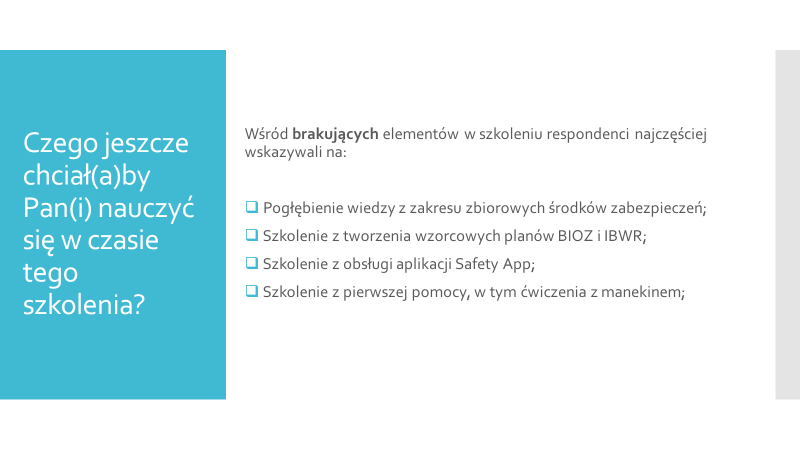 Czego jeszcze
chciał(a)by
Pan(i) nauczyć
się w czasie
tego
szkolenia?
Wśród brakujących elementów w szkoleniu respondenci najczęściej
wskazywali na:
❑ Pogłębienie wiedzy z zakresu zbiorowych środków zabezpieczeń;
❑ Szkolenie z tworzenia wzorcowych planów BIOZ i IBWR;
❑ Szkolenie z obsługi aplikacji Safety App;
❑ Szkolenie z pierwszej pomocy, w tym ćwiczenia z manekinem;